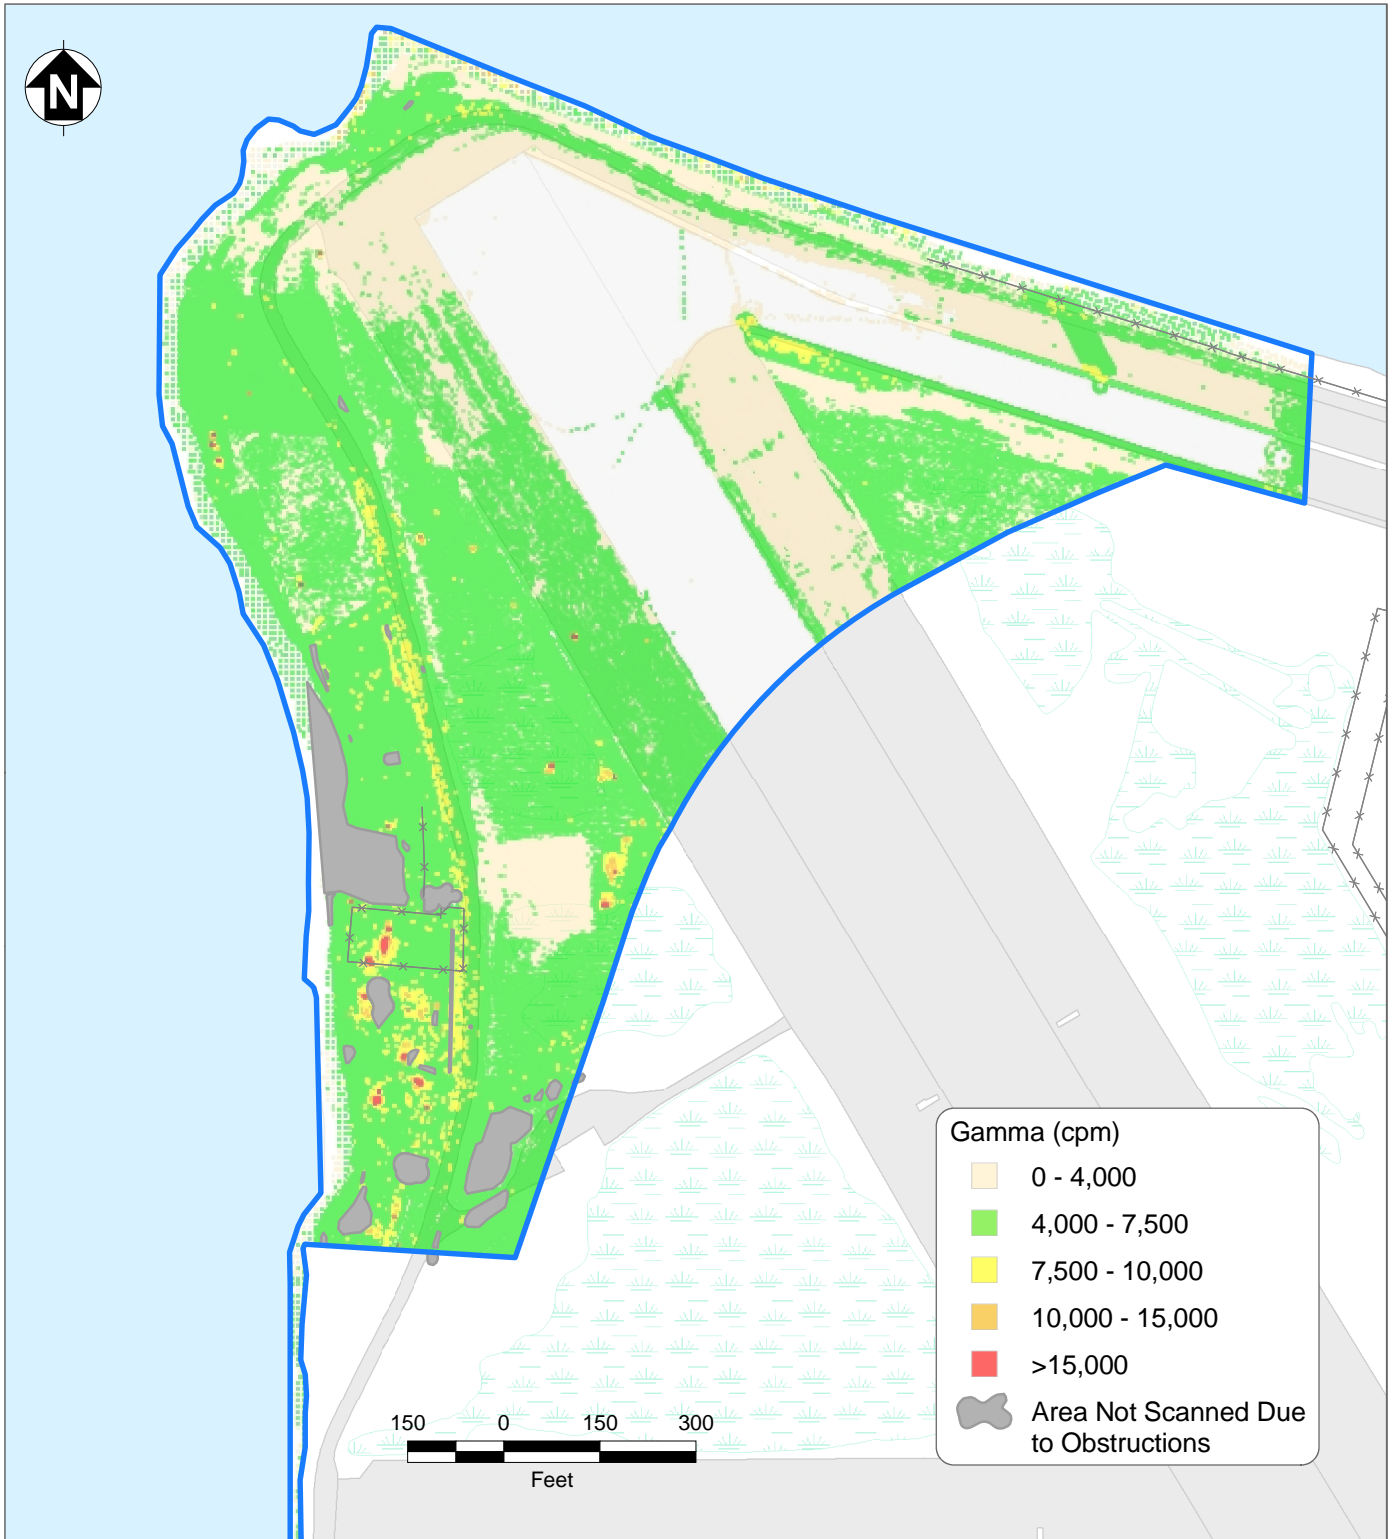 N
Gamma (cpm)
0 - 4,000
4,000 - 7,500
7,500 - 10,000
10,000 - 15,000
>15,000
Area Not Scanned Due
to Obstructions
150 0 150 300
Feet